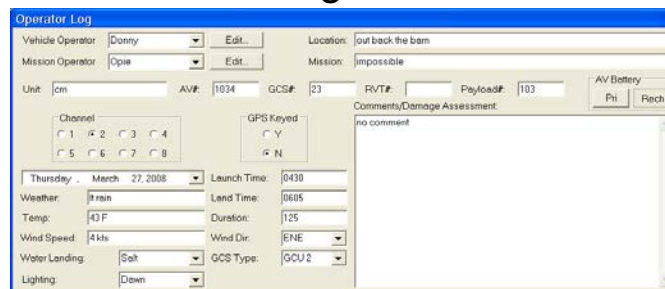 Operator Log
Vehicle Operator Donny Edit... Location: out back the barn
Mission Operator Opie Edit... Mission: impossible
Unit: cm AV#: 1034 GCS#: 23 RVT#: Payload#: 103 AV Battery
Pri Rech
Comments/Damage Assessment:
no comment
Channel GPS Keyed
1 2 3 4 Y
5 6 7 8 N
Thursday , March 27, 2008 Launch Time: 0430
Weather: lt rain Land Time: 0605
Temp: 43 F Duration: 125
Wind Speed: 4 kts Wind Dir: ENE
Water Landing: Salt GCS Type: GCU 2
Lighting: Dawn